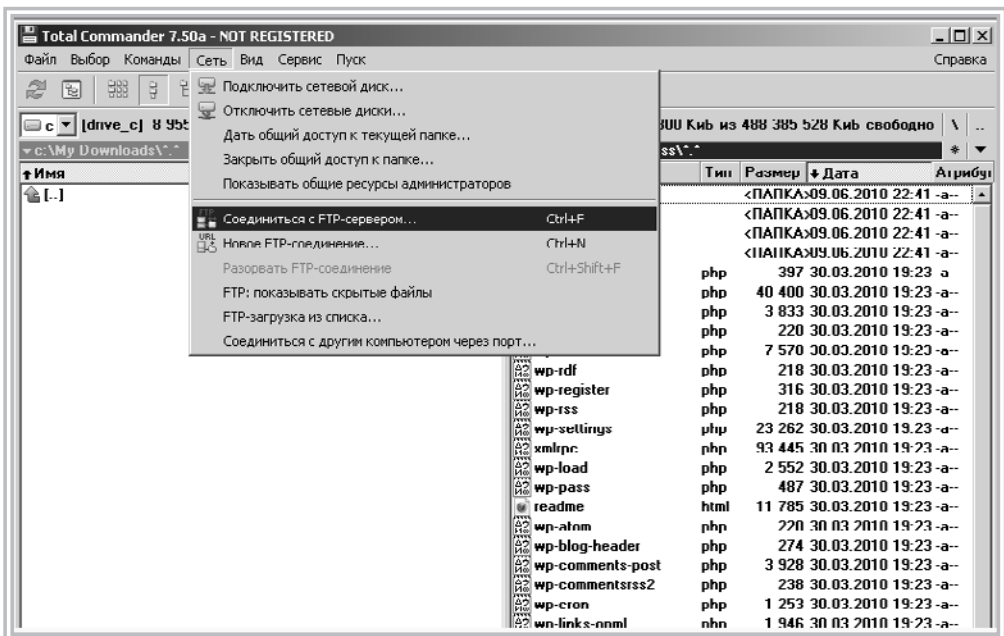 Total Commander 7.50a - NOT REGISTERED
Файл Выбор Команды Сеть Вид Сервис Пуск Справка
Подключить сетевой диск...
Отключить сетевые диски...
Дать общий доступ к текущей папке...
Закрыть общий доступ к папке...
Показывать общие ресурсы администраторов
Соединиться с FTP-сервером... Ctrl+F
Новое FTP-соединение... Ctrl+N
Разорвать FTP-соединение Ctrl+Shift+F
FTP: показывать скрытые файлы
FTP-загрузка из списка...
Соединиться с другим компьютером через порт...
c [drive_c] 8 955
Киб из 488 385 528 Киб свободно \ ..
c:\My Downloads\*.* ss\*.* *
Имя Тип Размер Дата Атрибут
[..]
<ПАПКА>09.06.2010 22:41 -a--
<ПАПКА>09.06.2010 22:41 -a--
<ПАПКА>09.06.2010 22:41 -a--
<ПАПКА>09.06.2010 22:41 -a--
php 397 30.03.2010 19:23 -a
php 40 400 30.03.2010 19:23 -a--
php 3 833 30.03.2010 19:23 -a--
php 220 30.03.2010 19:23 -a--
php 7 570 30.03.2010 19:23 -a--
wp-rdf php 218 30.03.2010 19:23 -a--
wp-register php 316 30.03.2010 19:23 -a--
wp-rss php 218 30.03.2010 19:23 -a--
wp-settings php 23 262 30.03.2010 19:23 -a--
xmlrpc php 93 445 30.03.2010 19:23 -a--
wp-load php 2 552 30.03.2010 19:23 -a--
wp-pass php 487 30.03.2010 19:23 -a--
readme html 11 785 30.03.2010 19:23 -a--
wp-atom php 220 30.03.2010 19:23 -a--
wp-blog-header php 274 30.03.2010 19:23 -a--
wp-comments-post php 3 928 30.03.2010 19:23 -a--
wp-commentsrss2 php 238 30.03.2010 19:23 -a--
wp-cron php 1 253 30.03.2010 19:23 -a--
wp-links-opml php 1 946 30.03.2010 19:23 -a--